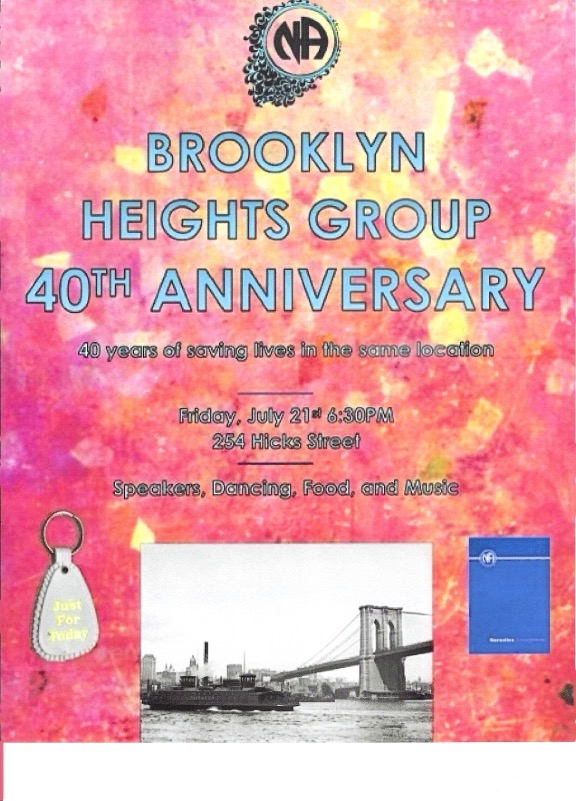 NA
BROOKLYN
HEIGHTS GROUP
40TH ANNIVERSARY
40 years of saving lives in the same location
Friday, July 21st 6:30PM
254 Hicks Street
Speakers, Dancing, Food, and Music
Just
For
Today
NA
Narcotics